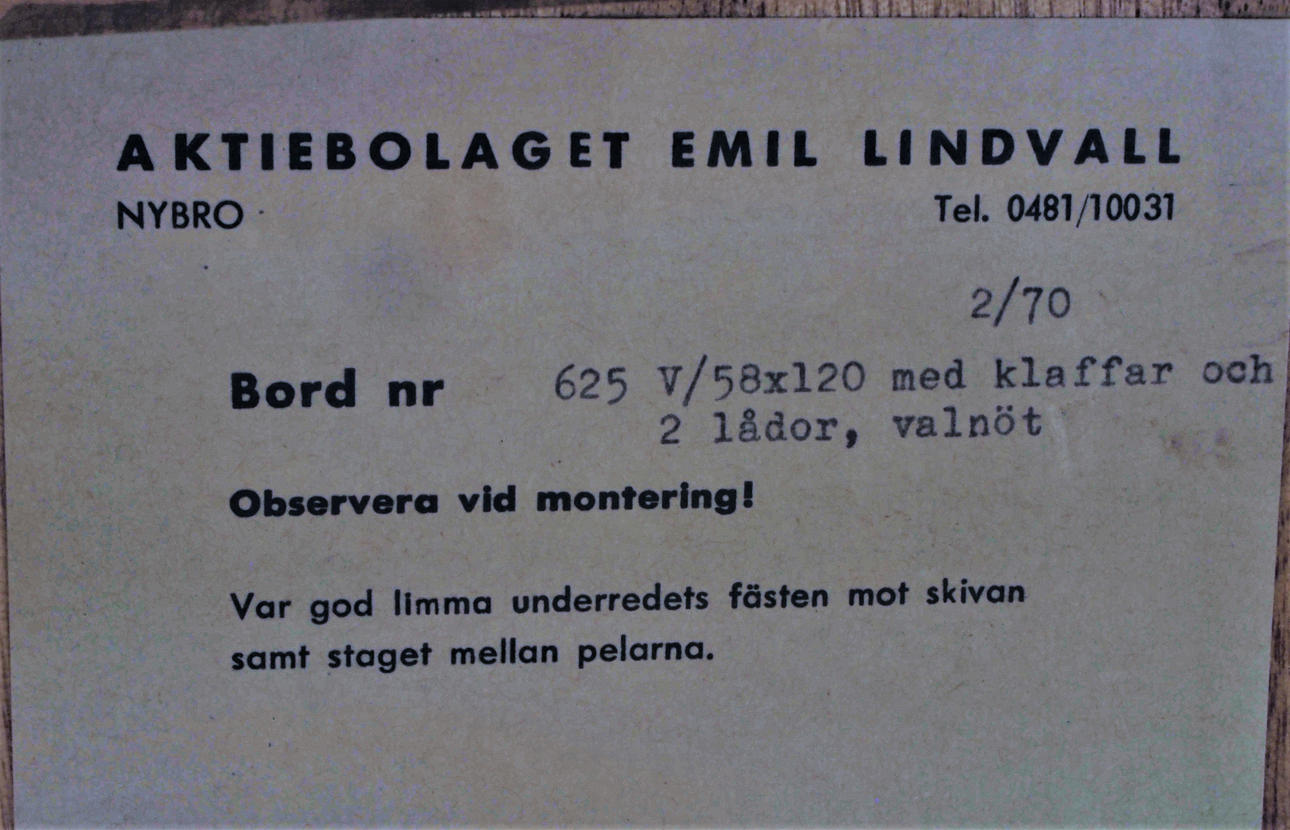 AKTIEBOLAGET EMIL LINDVALL
NYBRO Tel. 0481/10031
2/70
Bord nr 625 V/58x120 med klaffar och
2 lådor, valnöt
Observera vid montering!
Var god limma underredets fästen mot skivan
samt staget mellan pelarna.